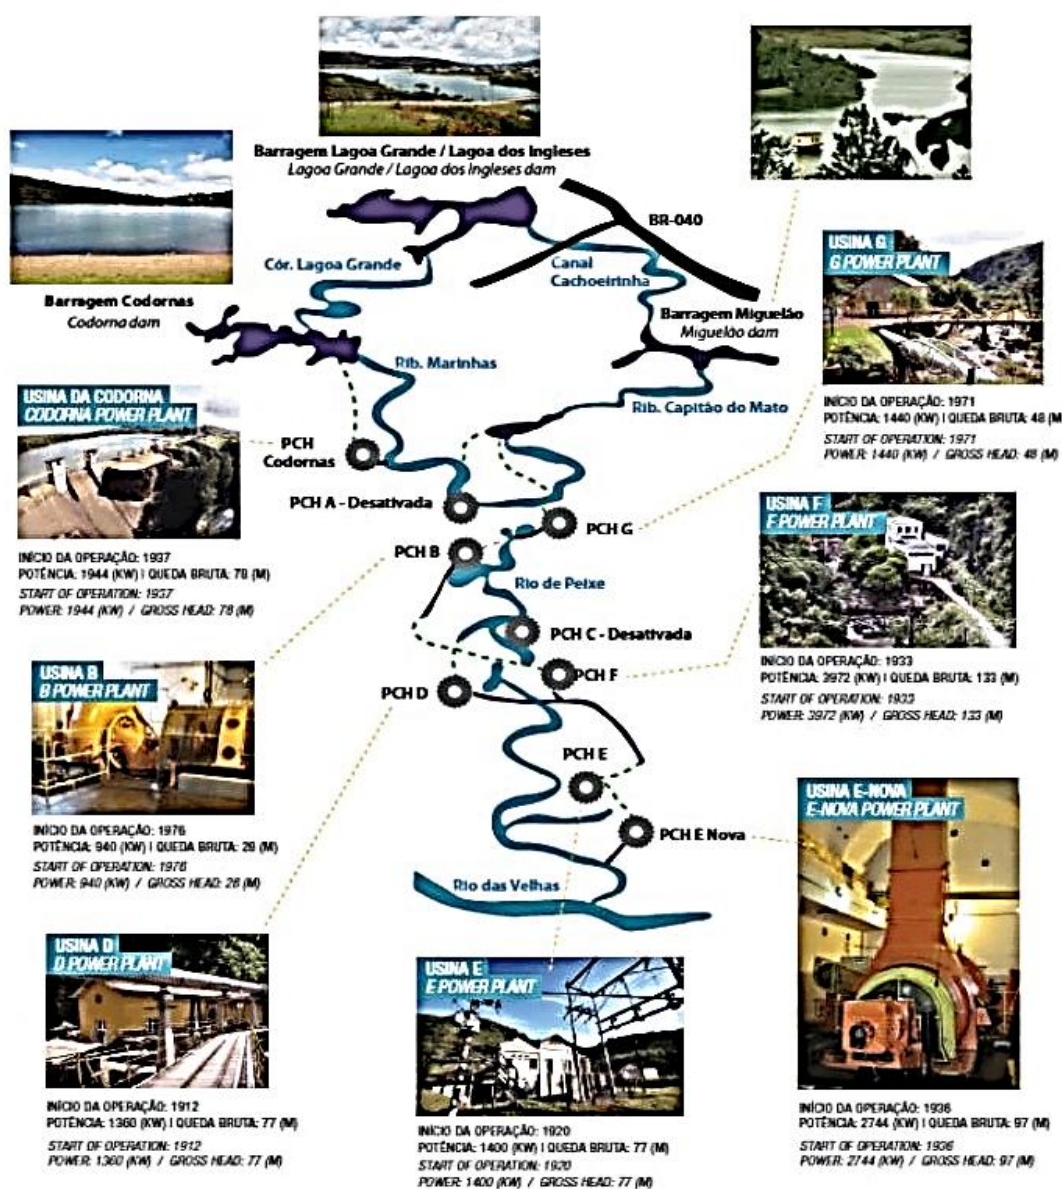 Barragem Lagoa Grande / Lagoa dos Ingleses
Lagoa Grande / Lagoa dos Ingleses dam
BR-040
Cór. Lagoa Grande
Canal
Cachoeirinha
Barragem Codornas
Codorna dam
Barragem Miguelão
Miguelão dam
USINA G
G POWER PLANT
INÍCIO DA OPERAÇÃO: 1971
POTÊNCIA: 1440 (KW) I QUEDA BRUTA: 48 (M
START OF OPERATION: 1971
POWER: 1440 (KW) / GROSS HEAD: 48 (M
Rib. Marinhas
Rib. Capitão do Mato
USINA DA CODORNA
CODORNA POWER PLANT
INÍCIO DA OPERAÇÃO: 1937
POTÊNCIA: 1944 (KW) I QUEDA BRUTA: 78 (M)
START OF OPERATION: 1937
POWER: 1944 (KW) / GROSS HEAD: 78 (M)
PCH
Codornas
PCH A - Desativada
PCH G
PCH B
Rio de Peixe
PCH C - Desativada
PCH F
PCH D
PCH E
PCH E Nova
Rio das Velhas
USINA F
F POWER PLANT
INÍCIO DA OPERAÇÃO: 1933
POTÊNCIA: 3972 (KW) I QUEDA BRUTA: 133 (M)
START OF OPERATION: 1933
POWER: 3972 (KW) / GROSS HEAD: 133 (M)
USINA B
B POWER PLANT
INÍCIO DA OPERAÇÃO: 1976
POTÊNCIA: 940 (KW) I QUEDA BRUTA: 28 (M)
START OF OPERATION: 1976
POWER: 940 (KW) / GROSS HEAD: 28 (M)
USINA E-NOVA
E-NOVA POWER PLANT
INÍCIO DA OPERAÇÃO: 1936
POTÊNCIA: 2744 (KW) I QUEDA BRUTA: 97 (M)
START OF OPERATION: 1936
POWER: 2744 (KW) / GROSS HEAD: 97 (M)
USINA D
D POWER PLANT
INÍCIO DA OPERAÇÃO: 1912
POTÊNCIA: 1360 (KW) I QUEDA BRUTA: 77 (M)
START OF OPERATION: 1912
POWER: 1360 (KW) / GROSS HEAD: 77 (M)
USINA E
E POWER PLANT
INÍCIO DA OPERAÇÃO: 1920
POTÊNCIA: 1400 (KW) I QUEDA BRUTA: 77 (M)
START OF OPERATION: 1920
POWER: 1400 (KW) / GROSS HEAD: 77 (M)